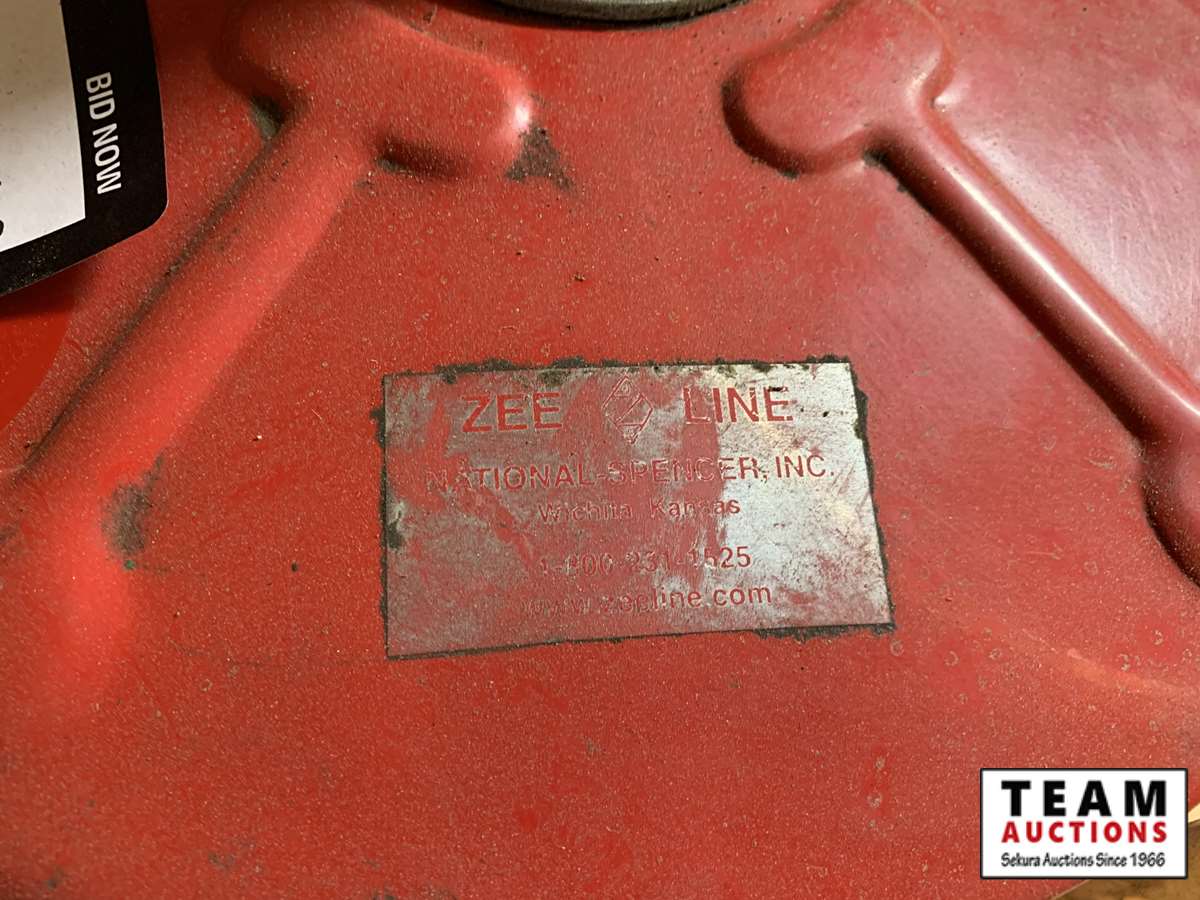 BID NOW
ZEE LINE
NATIONAL-SPENCER, INC.
Wichita, Kansas
1-800-231-1525
www.zeeline.com
TEAM
AUCTIONS
Sekura Auctions Since 1966